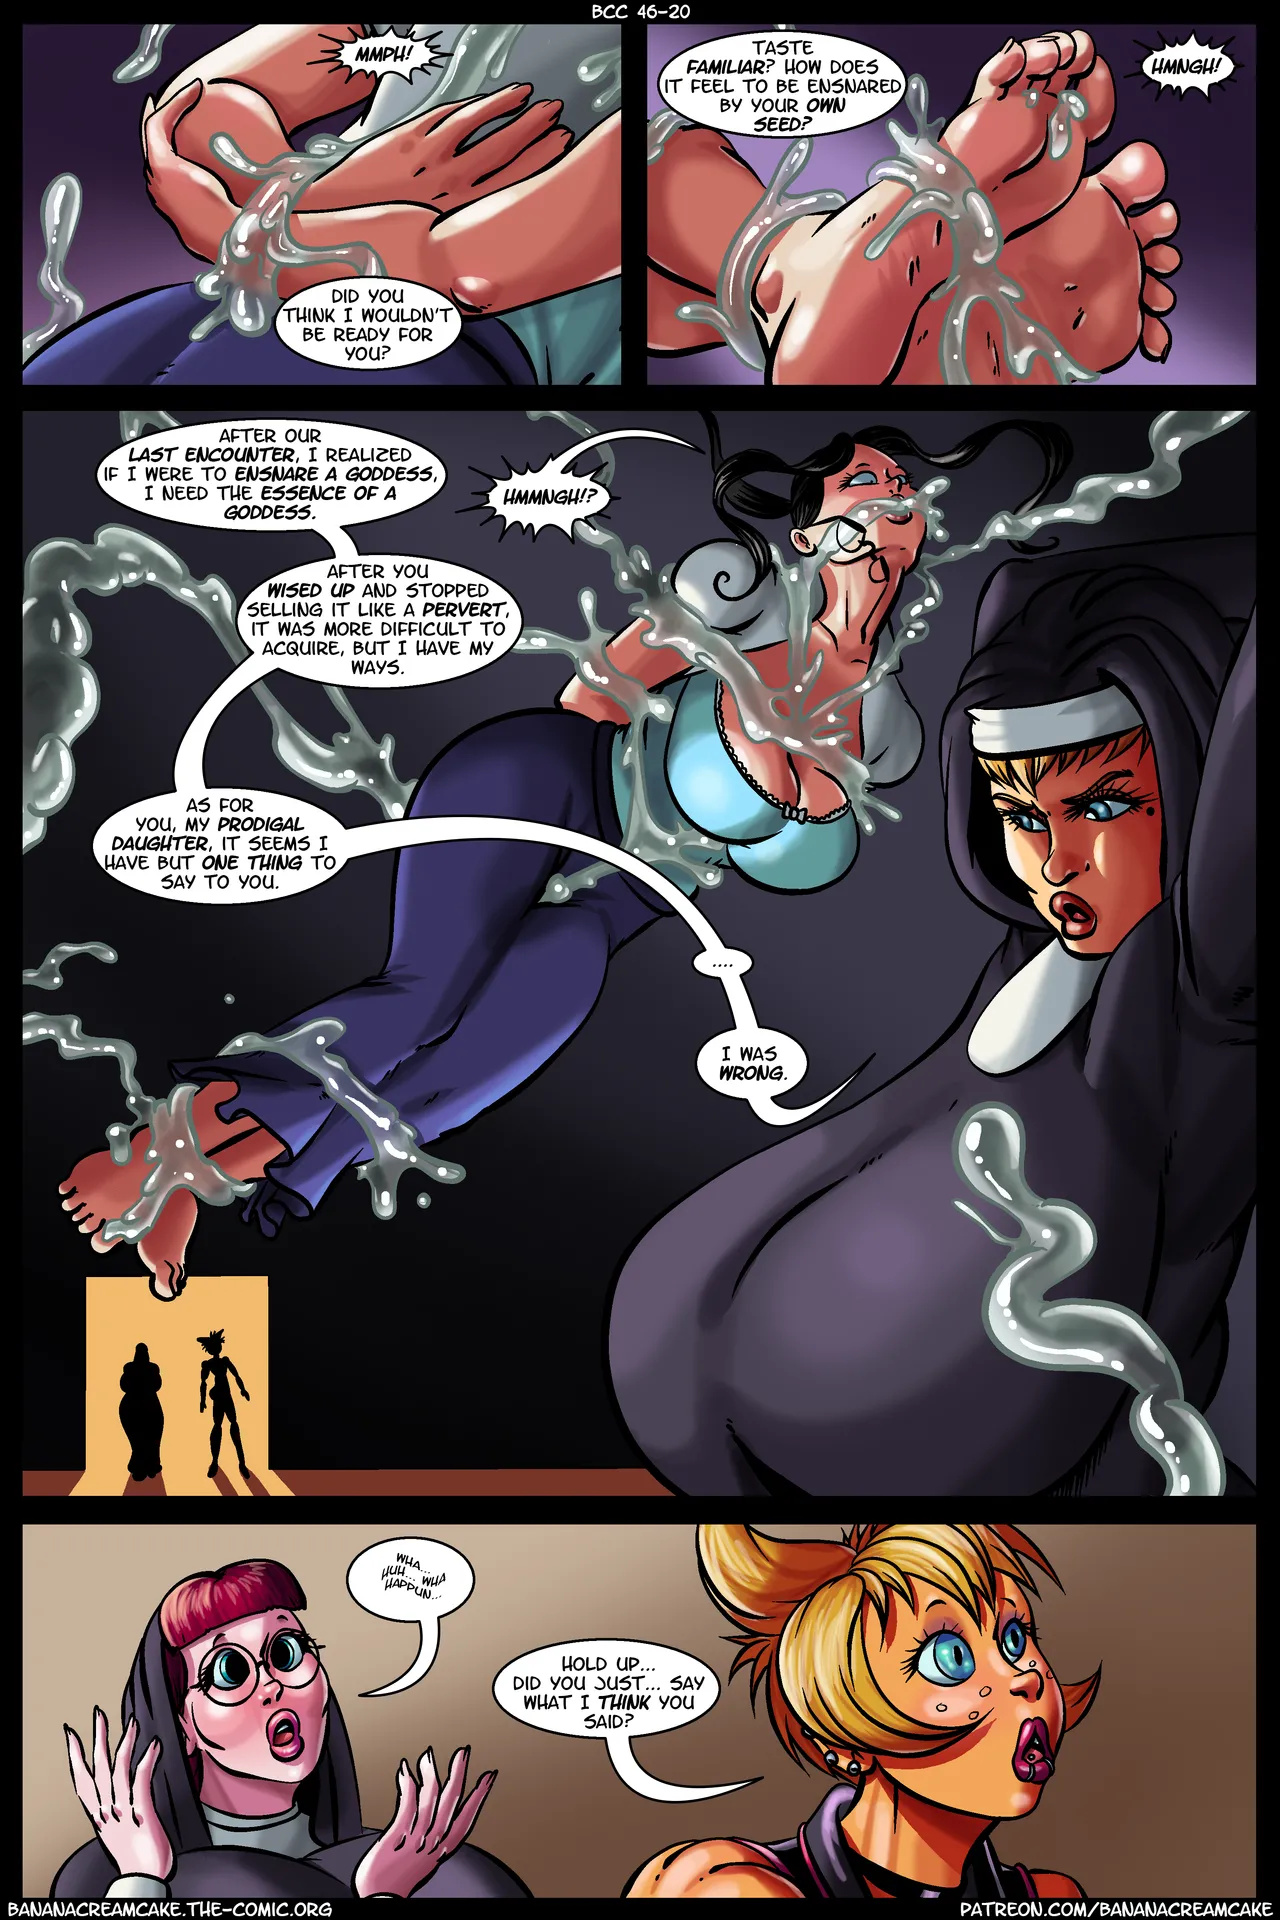 BCC 46-20
MMPH!
DID YOU
THINK I WOULDN'T
BE READY FOR
YOU?
TASTE
FAMILIAR? HOW DOES
IT FEEL TO BE ENSNARED
BY YOUR OWN
SEED?
HMNGH!
AFTER OUR
LAST ENCOUNTER, I REALIZED
IF I WERE TO ENSNARE A GODDESS,
I NEED THE ESSENCE OF A
GODDESS.
HMMNGH!?
AFTER YOU
WISED UP AND STOPPED
SELLING IT LIKE A PERVERT,
IT WAS MORE DIFFICULT TO
ACQUIRE, BUT I HAVE MY
WAYS.
AS FOR
YOU, MY PRODIGAL
DAUGHTER, IT SEEMS I
HAVE BUT ONE THING TO
SAY TO YOU.
....
I WAS
WRONG.
WHA...
HUH... WHA
HAPPUN...
HOLD UP...
DID YOU JUST... SAY
WHAT I THINK YOU
SAID?
BANANACREAMCAKE.THE-COMIC.ORG
PATREON.COM/BANANACREAMCAKE